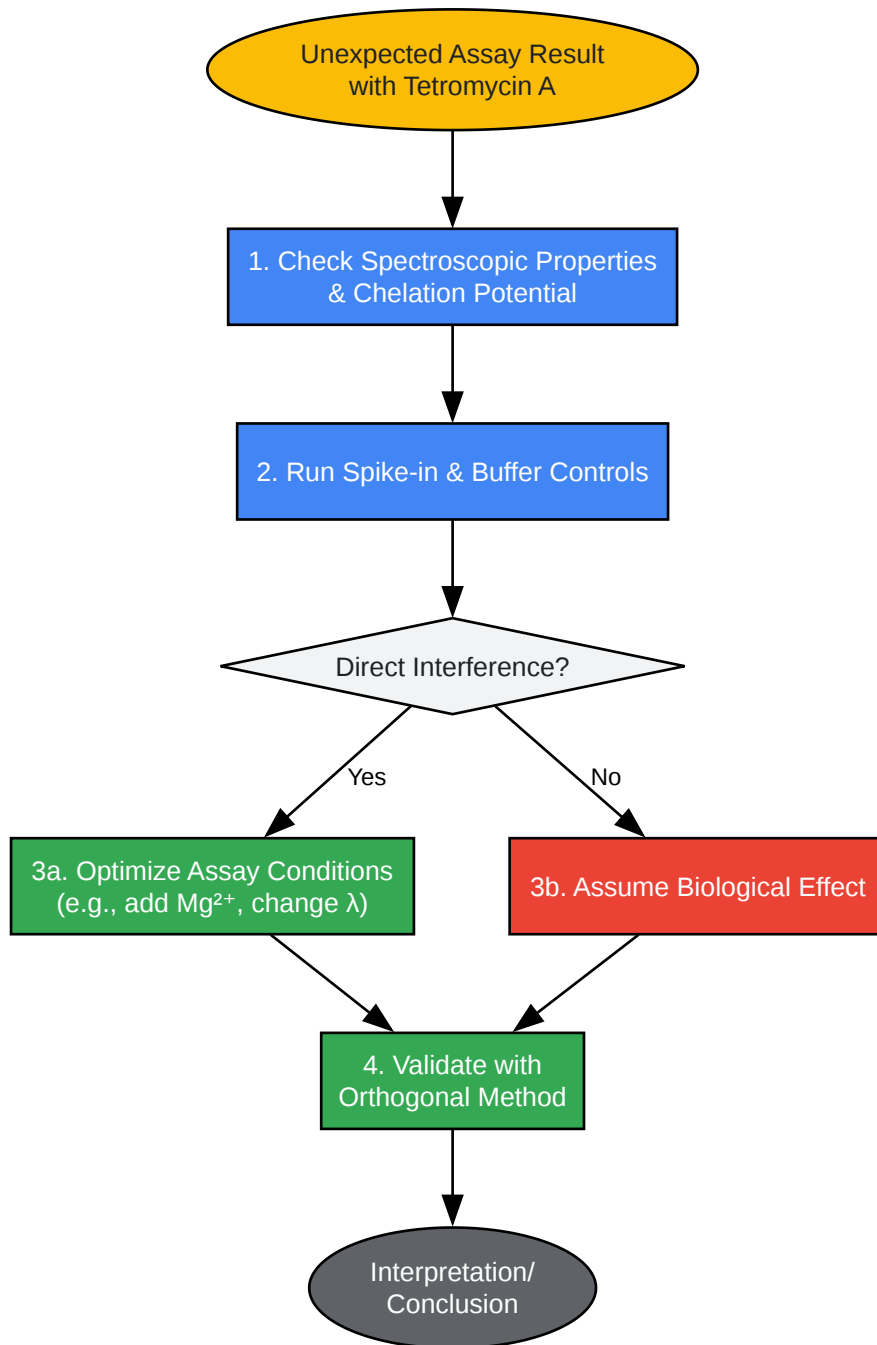 Unexpected Assay Result
with Tetromycin A
1. Check Spectroscopic Properties
& Chelation Potential
2. Run Spike-in & Buffer Controls
Direct Interference?
Yes
No
3a. Optimize Assay Conditions
(e.g., add Mg²⁺, change λ)
3b. Assume Biological Effect
4. Validate with
Orthogonal Method
Interpretation/
Conclusion